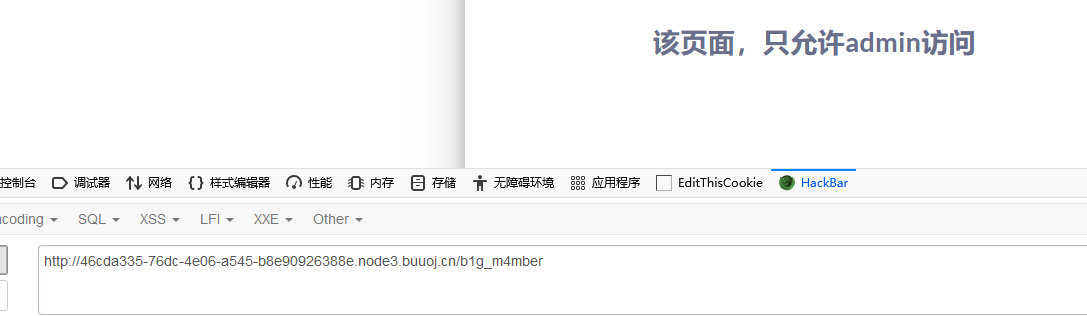 该页面，只允许admin访问
控制台 调试器 网络 样式编辑器 性能 内存 存储 无障碍环境 应用程序 EditThisCookie HackBar
ncoding SQL XSS LFI XXE Other
http://46cda335-76dc-4e06-a545-b8e90926388e.node3.buuoj.cn/b1g_m4mber